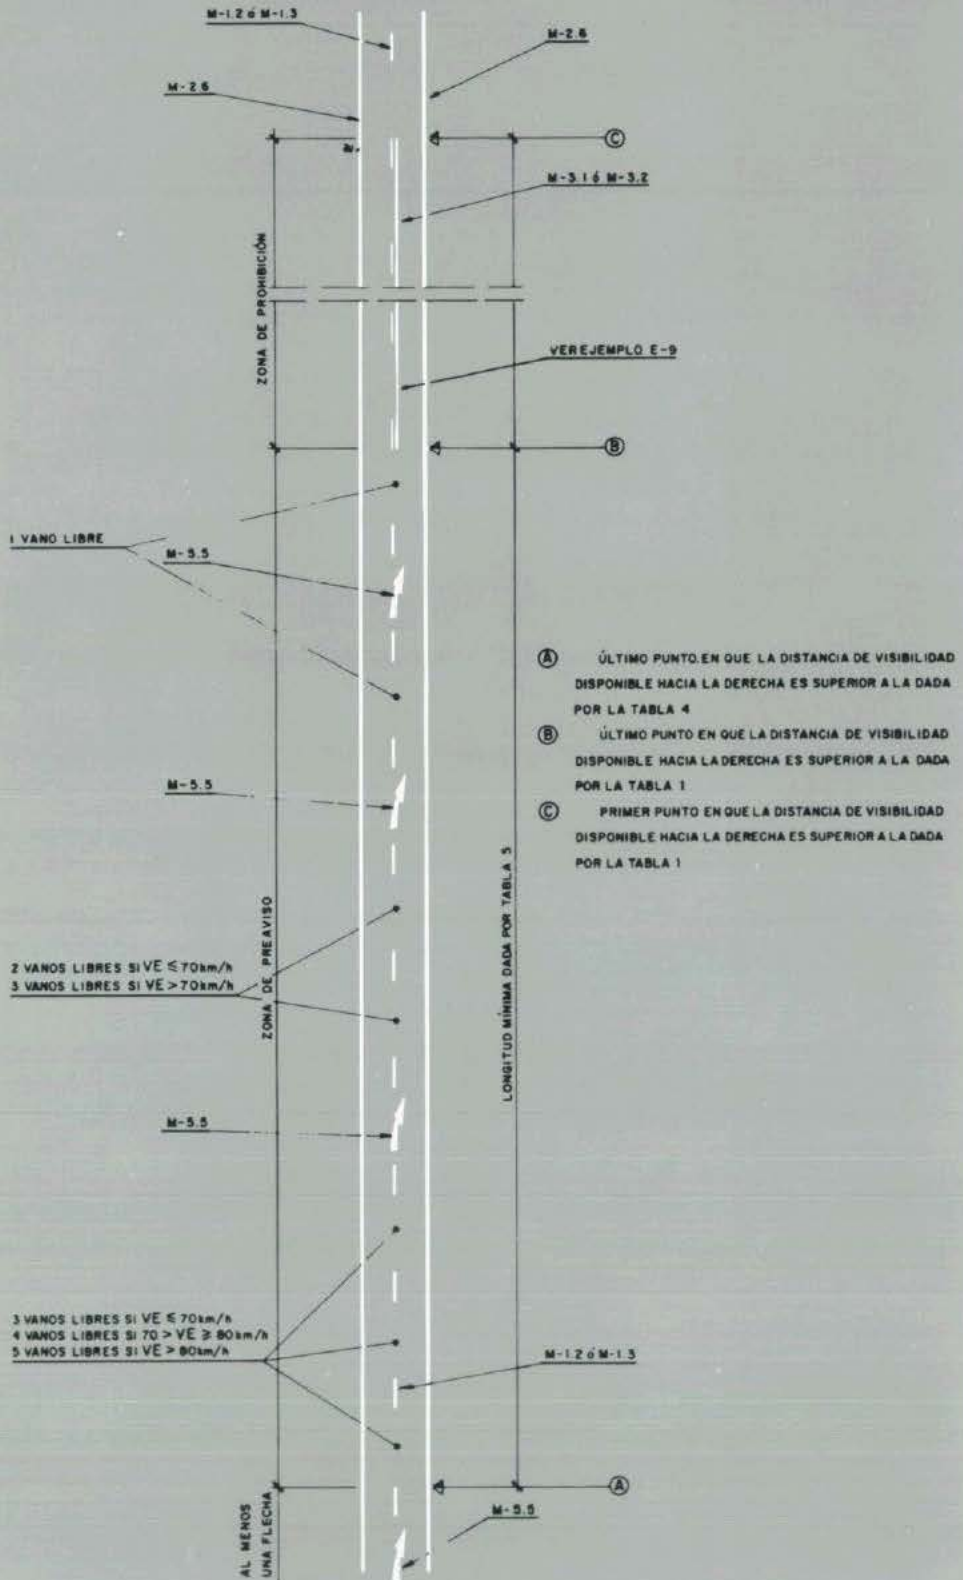 M-1.2 ó M-1.3
M-2.6
M-2.6
C
M-3.1 ó M-3.2
ZONA DE PROHIBICIÓN
VER EJEMPLO E-9
B
1 VANO LIBRE
M-5.5
A ÚLTIMO PUNTO EN QUE LA DISTANCIA DE VISIBILIDAD
DISPONIBLE HACIA LA DERECHA ES SUPERIOR A LA DADA
POR LA TABLA 4
B ÚLTIMO PUNTO EN QUE LA DISTANCIA DE VISIBILIDAD
DISPONIBLE HACIA LA DERECHA ES SUPERIOR A LA DADA
POR LA TABLA 1
C PRIMER PUNTO EN QUE LA DISTANCIA DE VISIBILIDAD
DISPONIBLE HACIA LA DERECHA ES SUPERIOR A LA DADA
POR LA TABLA 1
M-5.5
ZONA DE PREAVISO
LONGITUD MÍNIMA DADA POR TABLA 5
2 VANOS LIBRES SI VE ≤ 70km/h
3 VANOS LIBRES SI VE > 70km/h
M-5.5
3 VANOS LIBRES SI VE ≤ 70km/h
4 VANOS LIBRES SI 70 > VE ≥ 80km/h
5 VANOS LIBRES SI VE > 80km/h
M-1.2 ó M-1.3
A
AL MENOS
UNA FLECHA
M-5.5